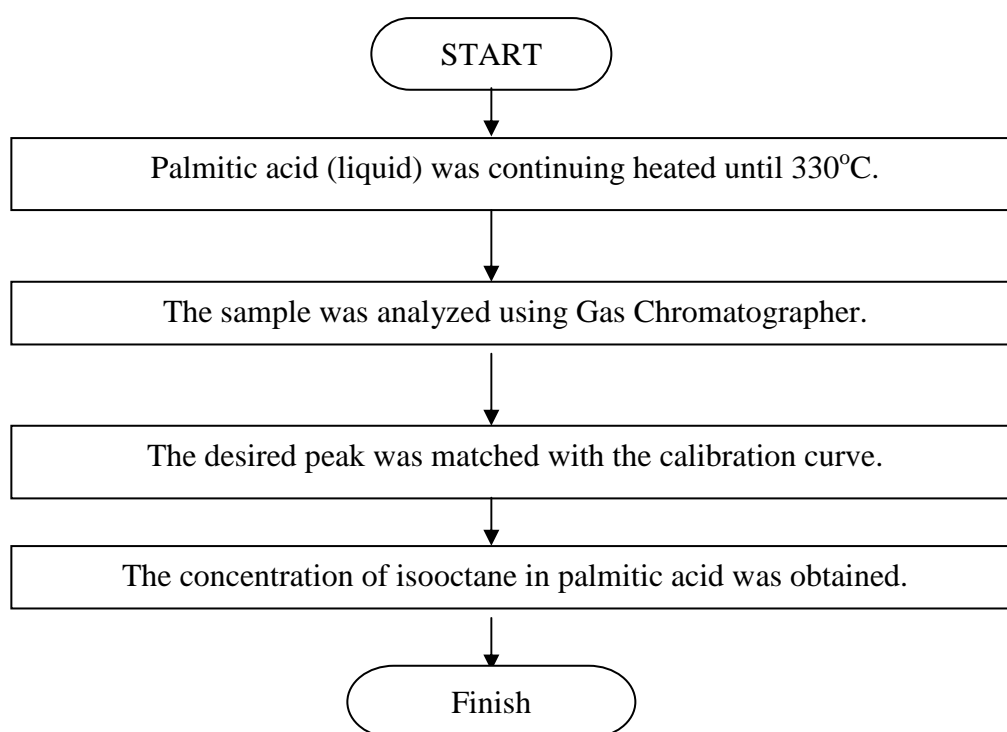 START
Palmitic acid (liquid) was continuing heated until 330°C.
The sample was analyzed using Gas Chromatographer.
The desired peak was matched with the calibration curve.
The concentration of isooctane in palmitic acid was obtained.
Finish